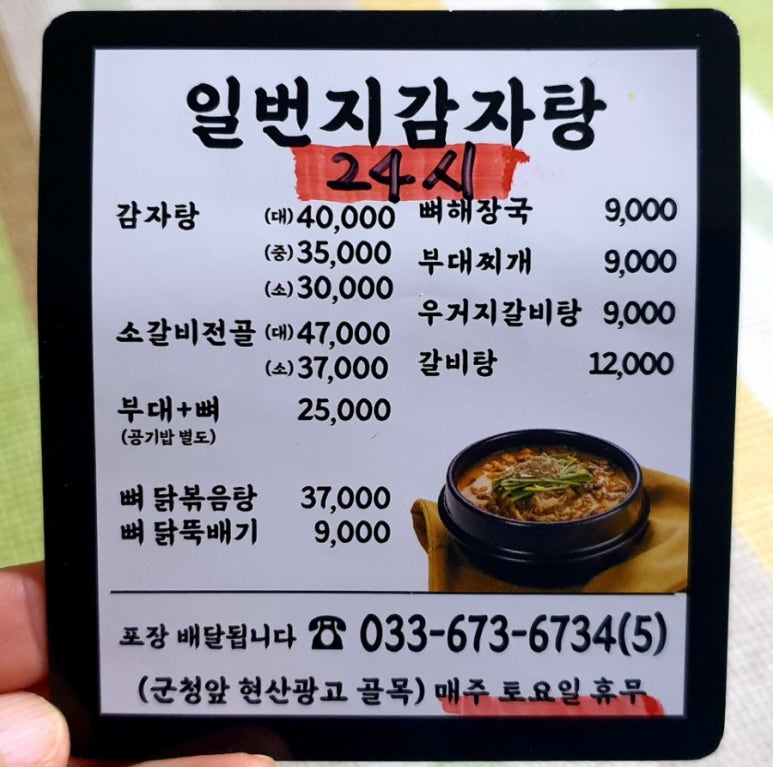 일번지감자탕
24시
감자탕 (대) 40,000
(중) 35,000
(소) 30,000
소갈비전골 (대) 47,000
(소) 37,000
부대+뼈 25,000
(공기밥 별도)
뼈 닭볶음탕 37,000
뼈 닭뚝배기 9,000
뼈해장국 9,000
부대찌개 9,000
우거지갈비탕 9,000
갈비탕 12,000
포장 배달됩니다 ☎ 033-673-6734(5)
(군청앞 현산광고 골목) 매주 토요일 휴무